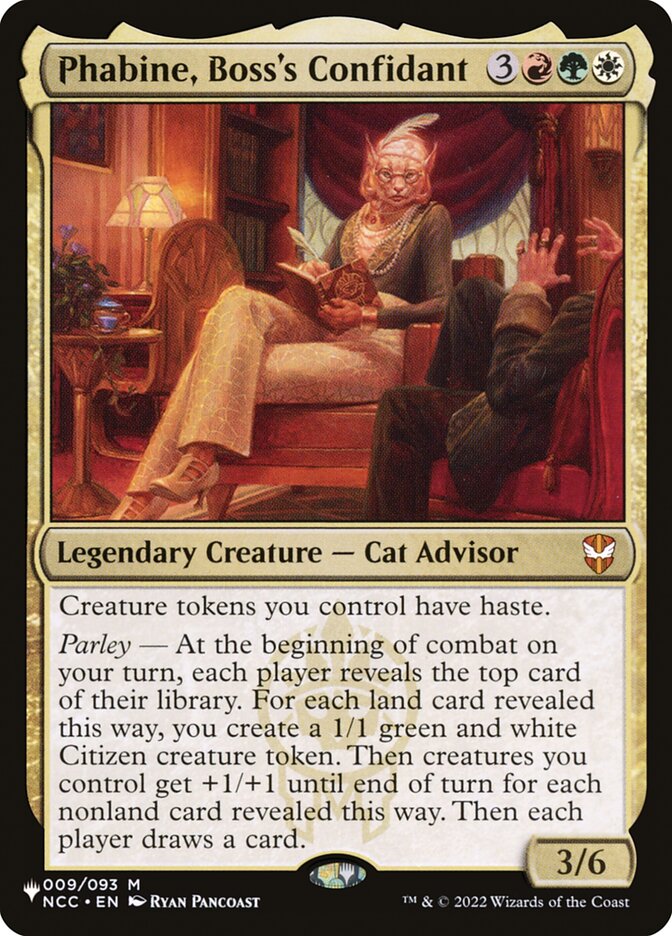 Phabine, Boss's Confidant 3
Legendary Creature — Cat Advisor
Creature tokens you control have haste.
Parley — At the beginning of combat on
your turn, each player reveals the top card
of their library. For each land card revealed
this way, you create a 1/1 green and white
Citizen creature token. Then creatures you
control get +1/+1 until end of turn for each
nonland card revealed this way. Then each
player draws a card.
3/6
009/093 M
NCC • EN Ryan Pancoast
™ & © 2022 Wizards of the Coast